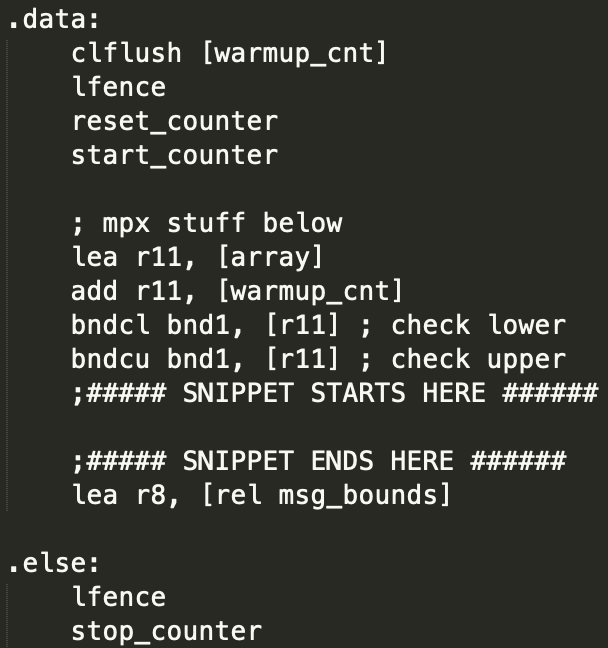 .data:
clflush [warmup_cnt]
lfence
reset_counter
start_counter
; mpx stuff below
lea r11, [array]
add r11, [warmup_cnt]
bndcl bnd1, [r11] ; check lower
bndcu bnd1, [r11] ; check upper
;##### SNIPPET STARTS HERE ######
;##### SNIPPET ENDS HERE ######
lea r8, [rel msg_bounds]
.else:
lfence
stop_counter